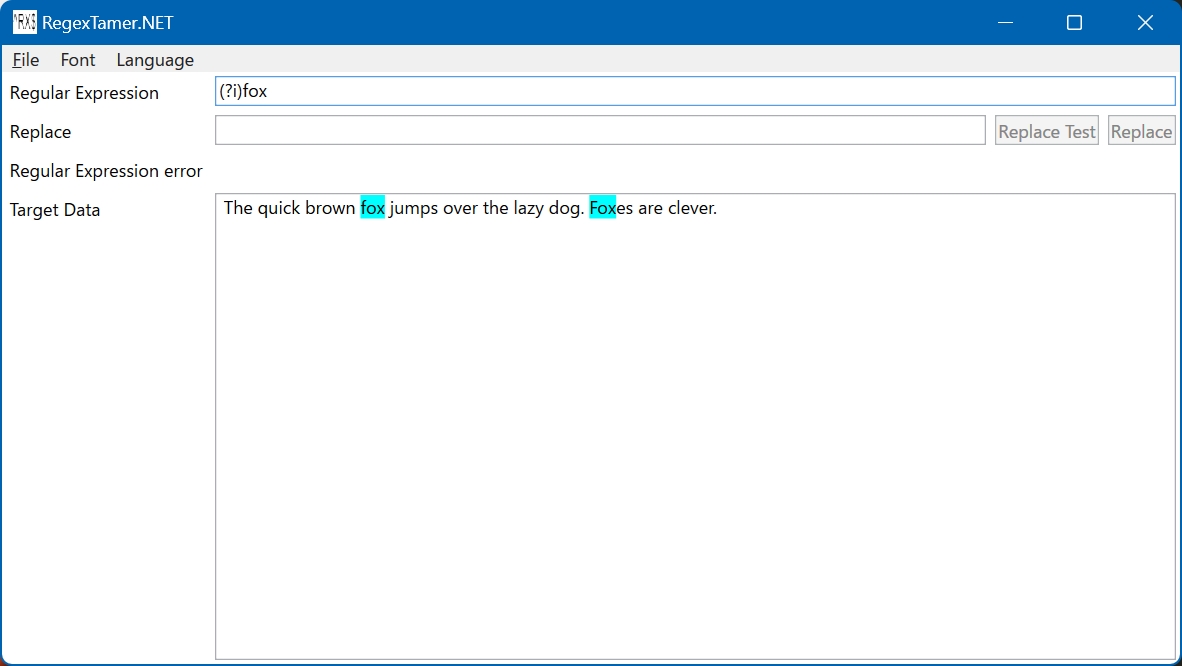 ^RX$ RegexTamer.NET
File Font Language
Regular Expression (?i)fox
Replace Replace Test Replace
Regular Expression error
Target Data The quick brown fox jumps over the lazy dog. Foxes are clever.